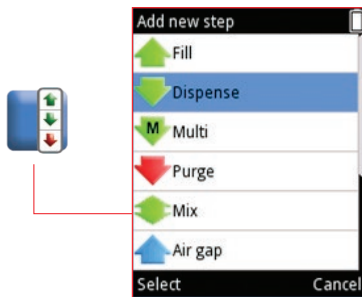 Add new step
Fill
Dispense
M Multi
Purge
Mix
Air gap
Select Cancel